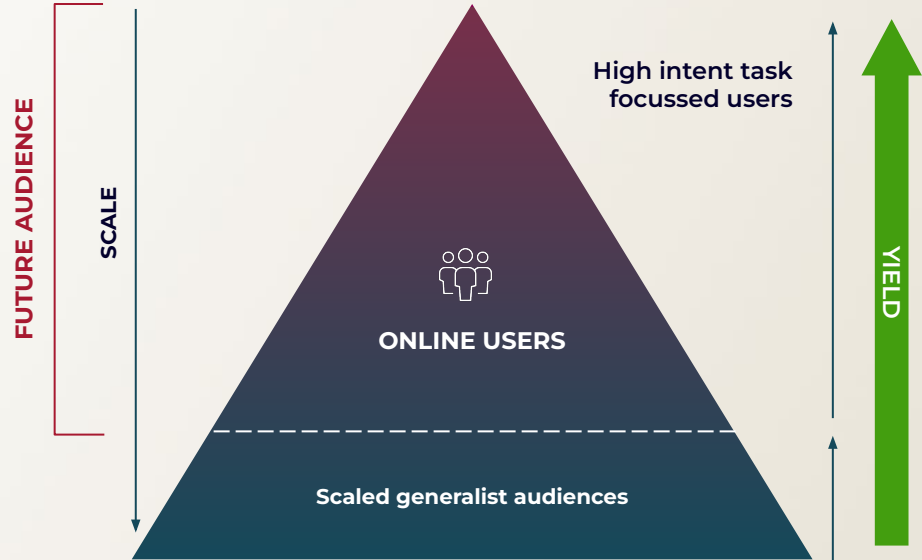 FUTURE AUDIENCE
SCALE
High intent task
focussed users
YIELD
ONLINE USERS
Scaled generalist audiences